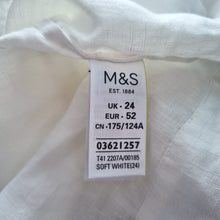 M&S
EST. 1884
UK - 24
EUR - 52
CN -175/124A
03621257
T41 2207A/00185
SOFT WHITE(24)